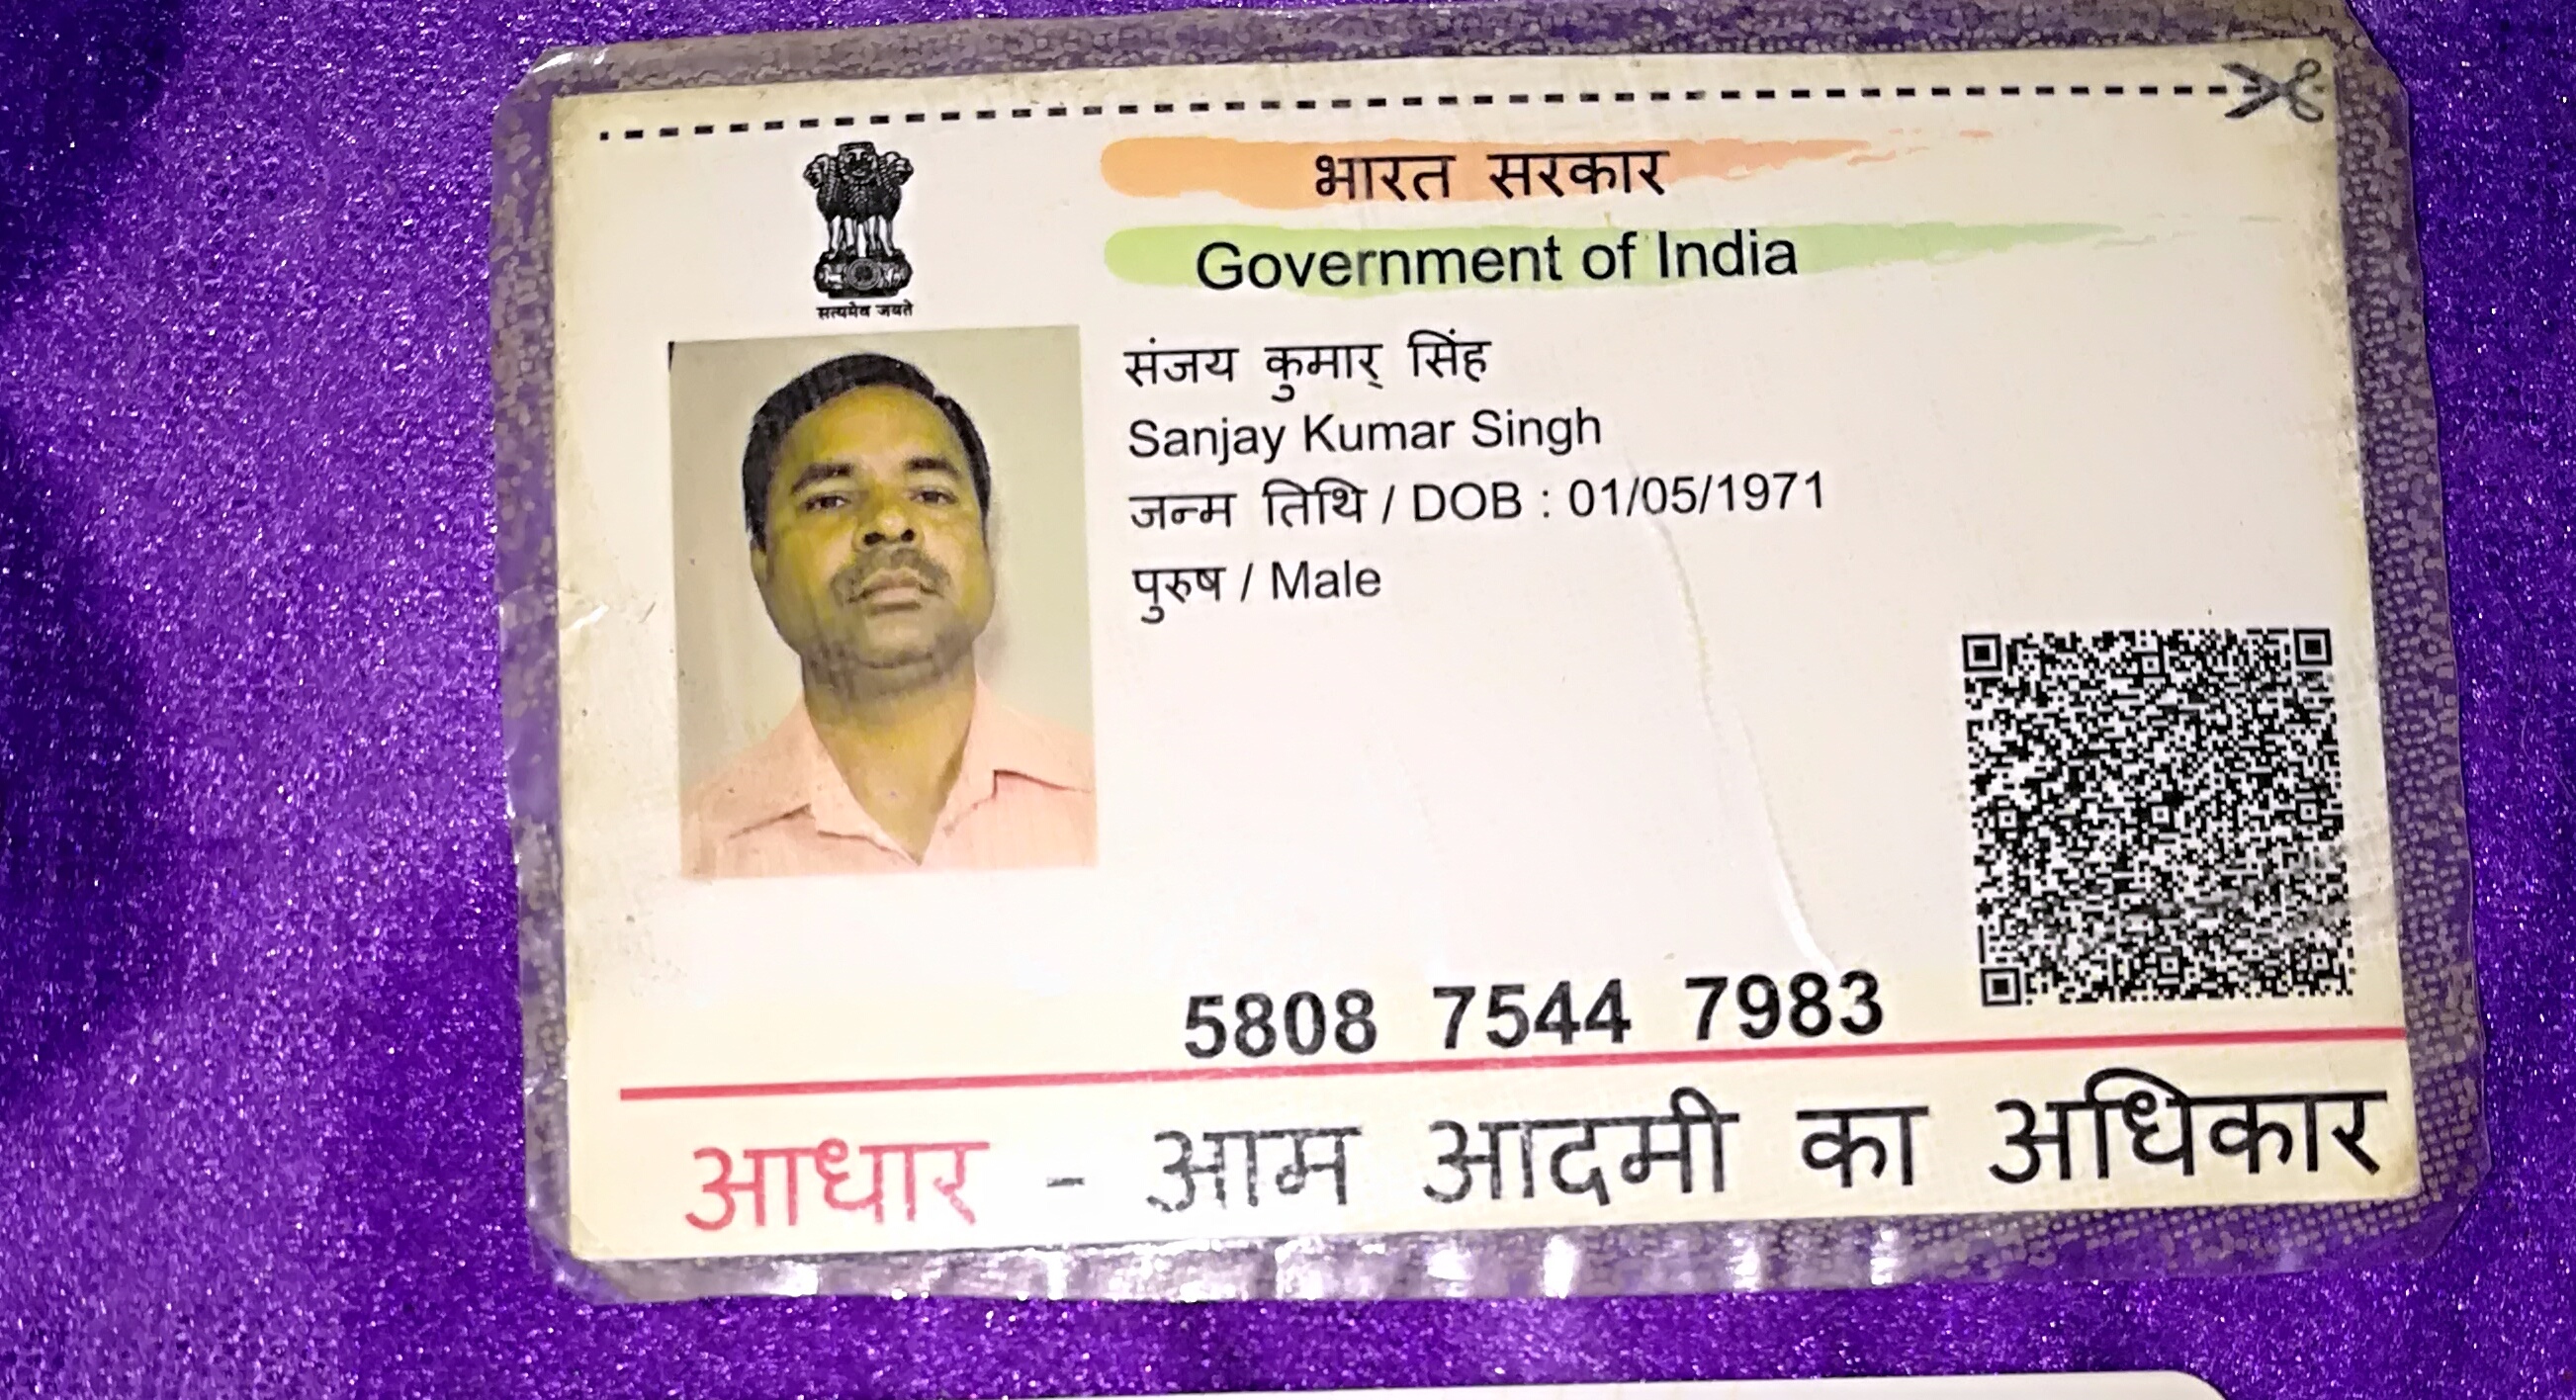 सत्यमेव जयते
भारत सरकार
Government of India
संजय कुमार् सिंह
Sanjay Kumar Singh
जन्म तिथि / DOB : 01/05/1971
पुरुष / Male
5808 7544 7983
आधार - आम आदमी का अधिकार